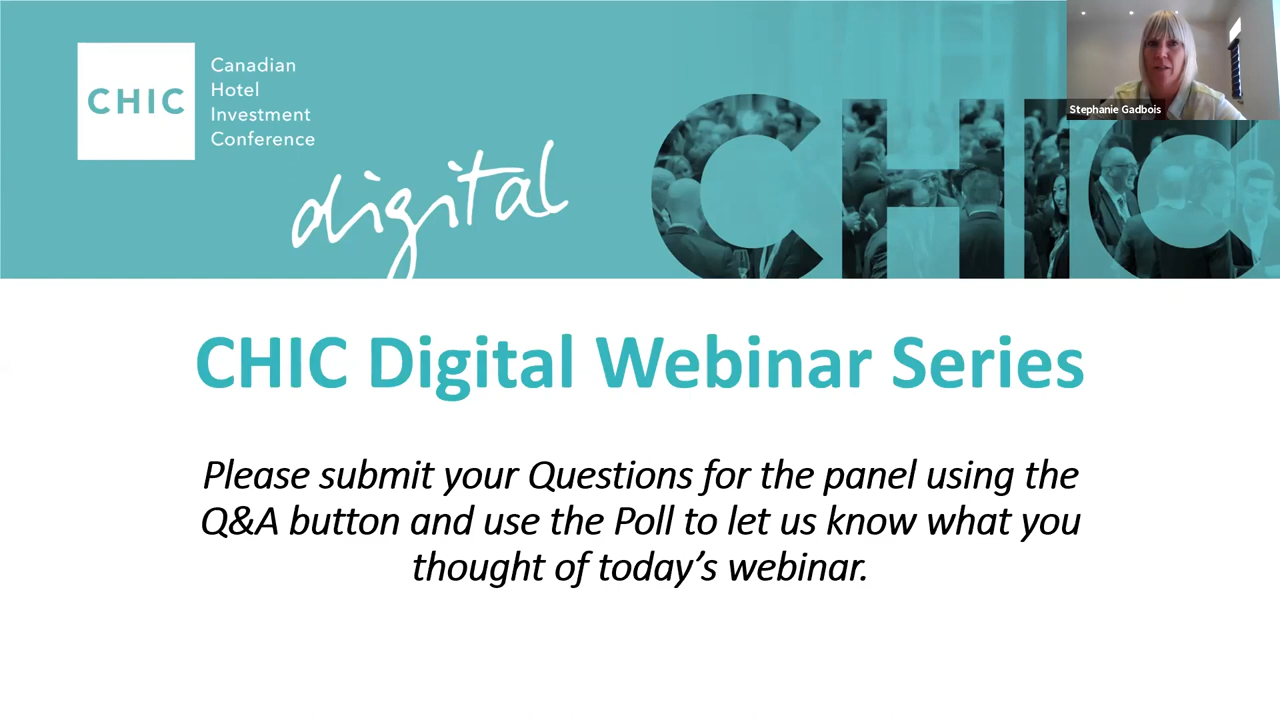 CHIC
Canadian
Hotel
Investment
Conference
digital
CHIC
Stephanie Gadbois
CHIC Digital Webinar Series
Please submit your Questions for the panel using the
Q&A button and use the Poll to let us know what you
thought of today’s webinar.